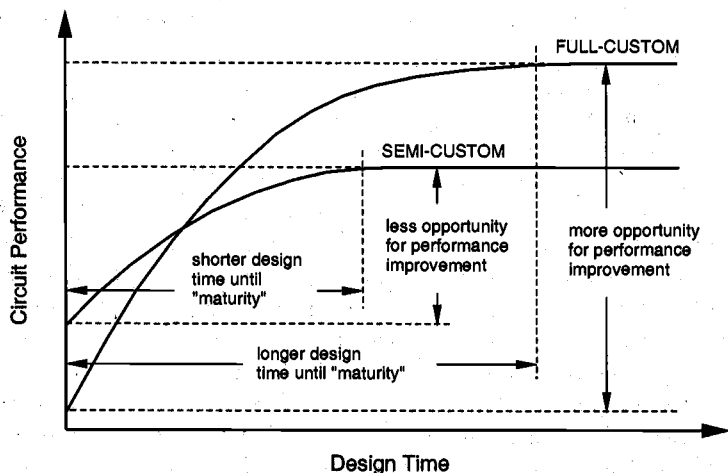 FULL-CUSTOM
SEMI-CUSTOM
Circuit Performance
less opportunity
for performance
improvement
more opportunity
for performance
improvement
shorter design
time until
"maturity"
longer design
time until "maturity"
Design Time